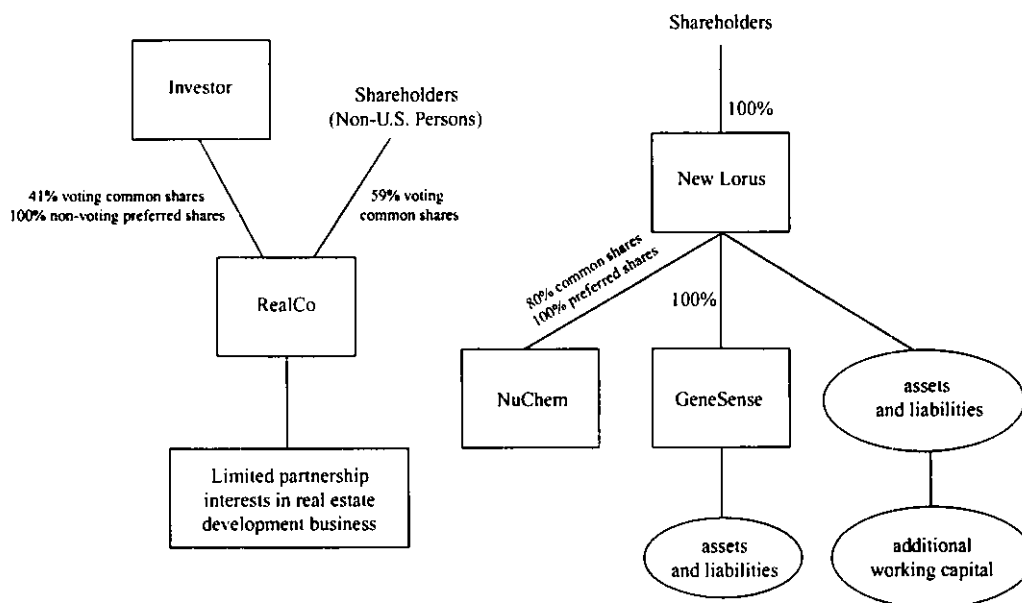 Investor
Shareholders
(Non-U.S. Persons)
41% voting common shares
100% non-voting preferred shares
59% voting
common shares
RealCo
Limited partnership
interests in real estate
development business
Shareholders
100%
New Lorus
80% common shares
100% preferred shares
100%
NuChem
GeneSense
assets
and liabilities
assets
and liabilities
additional
working capital